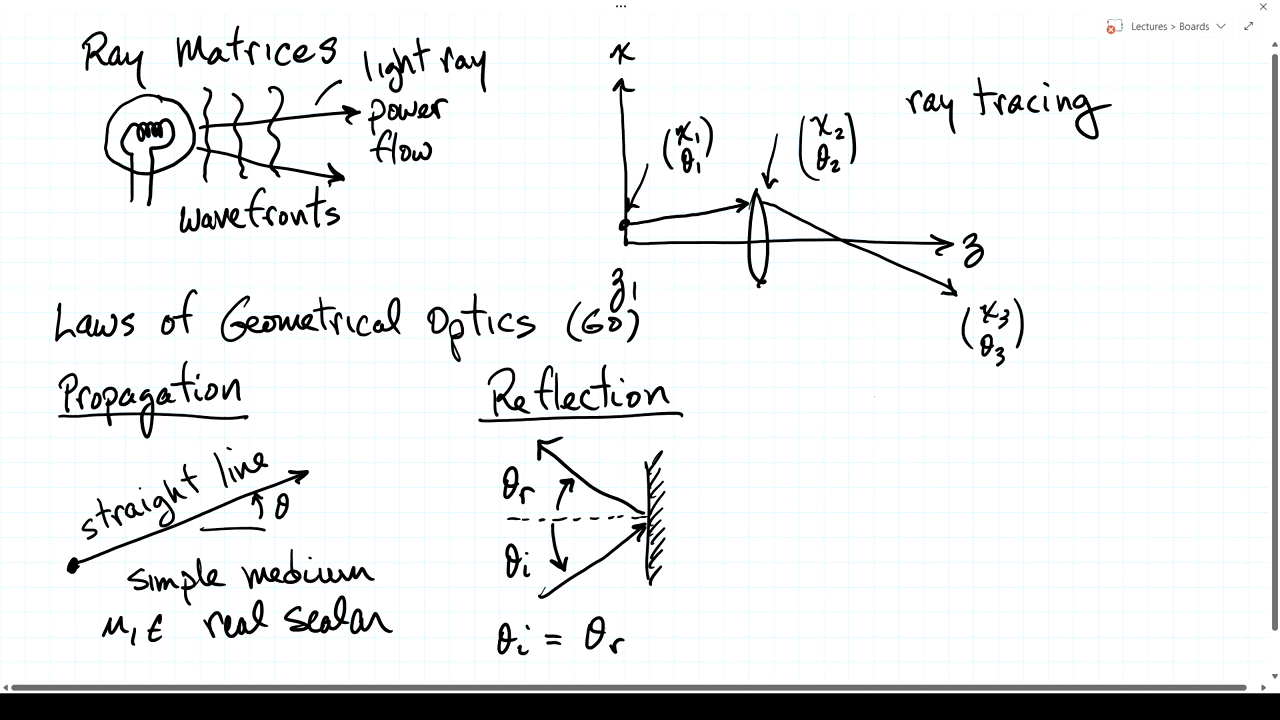 Lectures > Boards
Ray Matrices
light ray
power
flow
wavefronts
x
(x₁ θ₁)
(x₂ θ₂)
ray tracing
z
z₁
(x₃ θ₃)
Laws of Geometrical Optics (GO)
Propagation
straight line
θ
simple medium
μ, ε real scalar
Reflection
θr
θi
θi = θr